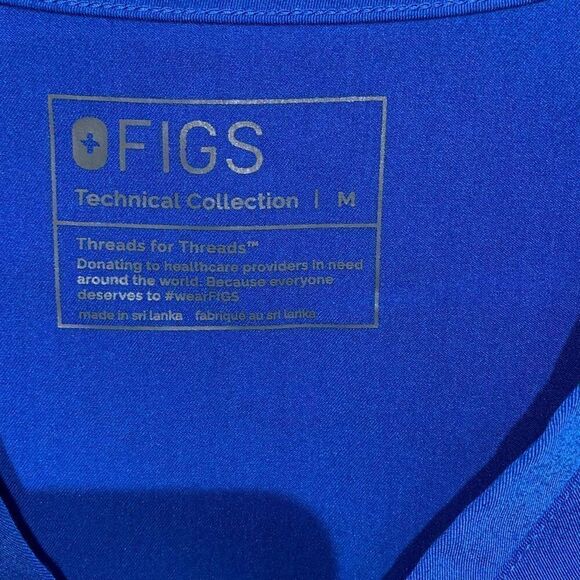 FIGS
Technical Collection | M
Threads for Threads™
Donating to healthcare providers in need
around the world. Because everyone
deserves to #wearFIGS
made in sri lanka fabriqué au sri lanka